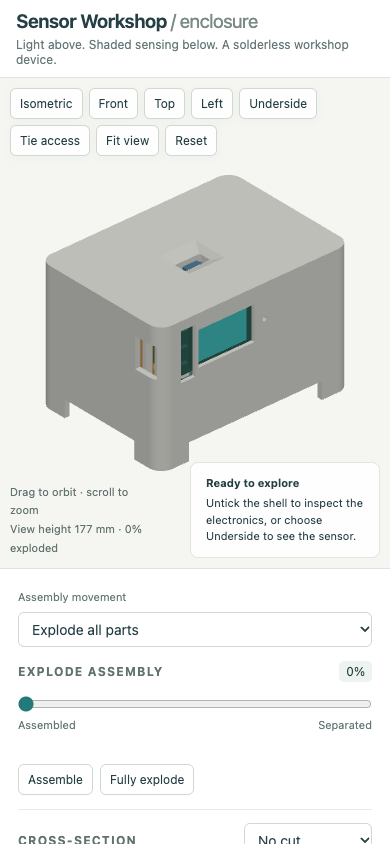 Sensor Workshop / enclosure
Light above. Shaded sensing below. A solderless workshop
device.
Isometric
Front
Top
Left
Underside
Tie access
Fit view
Reset
Drag to orbit · scroll to
zoom
View height 177 mm · 0%
exploded
Ready to explore
Untick the shell to inspect the
electronics, or choose
Underside to see the sensor.
Assembly movement
Explode all parts
EXPLODE ASSEMBLY
0%
Assembled
Separated
Assemble
Fully explode
CROSS-SECTION
No cut